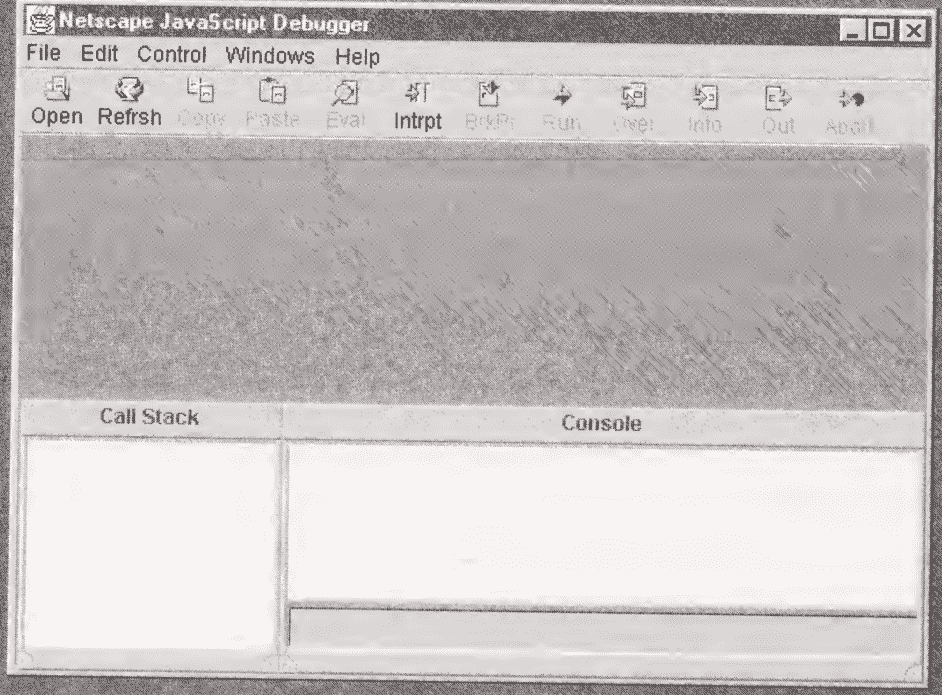 Netscape JavaScript Debugger
File Edit Control Windows Help
Open Refrsh Copy Paste Eval Intrpt BrkPt Run Over Into Out Abort
Call Stack Console